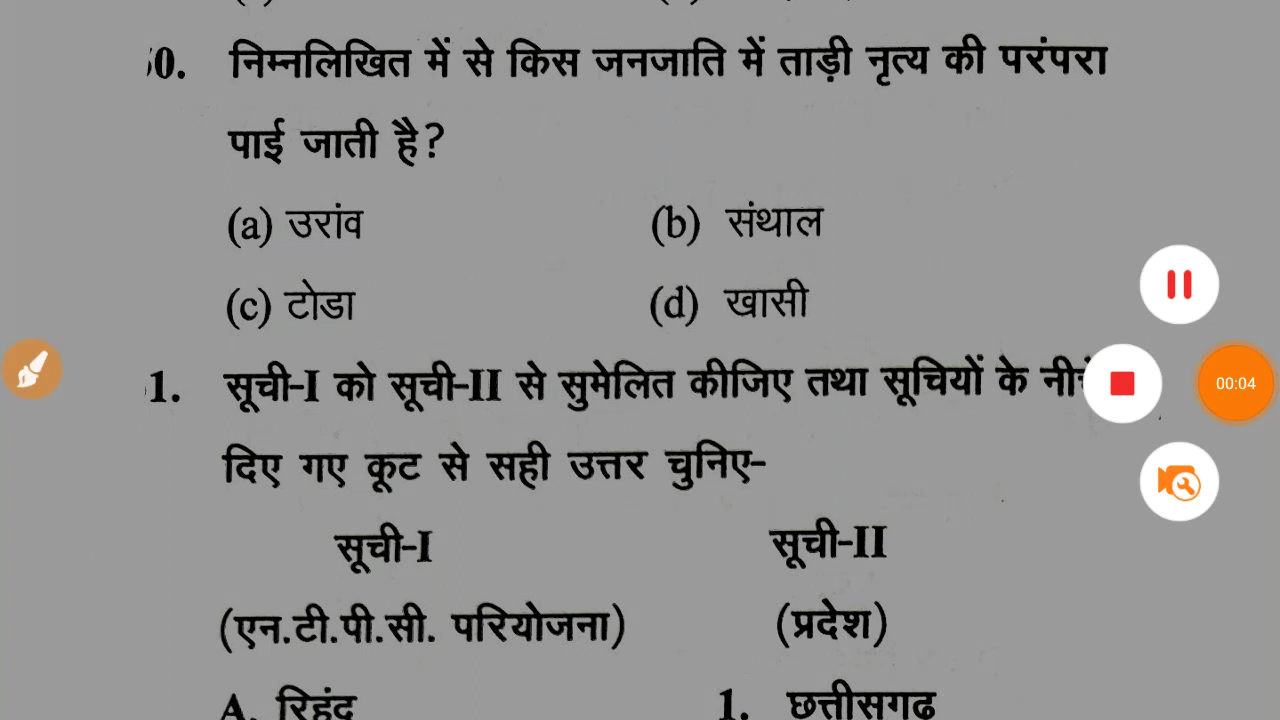 0. निम्नलिखित में से किस जनजाति में ताड़ी नृत्य की परंपरा
पाई जाती है?
(a) उरांव (b) संथाल
(c) टोडा (d) खासी
1. सूची-I को सूची-II से सुमेलित कीजिए तथा सूचियों के
00:04
दिए गए कूट से सही उत्तर चुनिए-
सूची-I सूची-II
(एन.टी.पी.सी. परियोजना) (प्रदेश)
A. रिहंद 1. छत्तीसगढ़